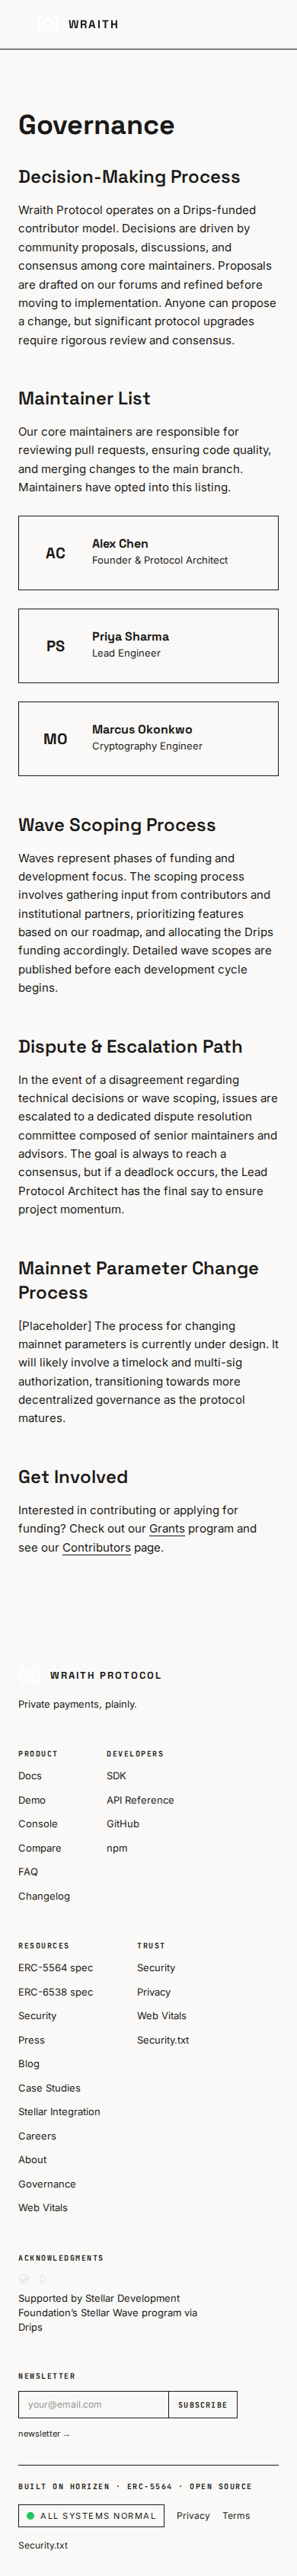 WRAITH
Governance
Decision-Making Process
Wraith Protocol operates on a Drips-funded
contributor model. Decisions are driven by
community proposals, discussions, and
consensus among core maintainers. Proposals
are drafted on our forums and refined before
moving to implementation. Anyone can propose
a change, but significant protocol upgrades
require rigorous review and consensus.
Maintainer List
Our core maintainers are responsible for
reviewing pull requests, ensuring code quality,
and merging changes to the main branch.
Maintainers have opted into this listing.
AC
Alex Chen
Founder & Protocol Architect
PS
Priya Sharma
Lead Engineer
MO
Marcus Okonkwo
Cryptography Engineer
Wave Scoping Process
Waves represent phases of funding and
development focus. The scoping process
involves gathering input from contributors and
institutional partners, prioritizing features
based on our roadmap, and allocating the Drips
funding accordingly. Detailed wave scopes are
published before each development cycle
begins.
Dispute & Escalation Path
In the event of a disagreement regarding
technical decisions or wave scoping, issues are
escalated to a dedicated dispute resolution
committee composed of senior maintainers and
advisors. The goal is always to reach a
consensus, but if a deadlock occurs, the Lead
Protocol Architect has the final say to ensure
project momentum.
Mainnet Parameter Change
Process
[Placeholder] The process for changing
mainnet parameters is currently under design. It
will likely involve a timelock and multi-sig
authorization, transitioning towards more
decentralized governance as the protocol
matures.
Get Involved
Interested in contributing or applying for
funding? Check out our Grants program and
see our Contributors page.
WRAITH PROTOCOL
Private payments, plainly.
PRODUCT
Docs
Demo
Console
Compare
FAQ
Changelog
DEVELOPERS
SDK
API Reference
GitHub
npm
RESOURCES
ERC-5564 spec
ERC-6538 spec
Security
Press
Blog
Case Studies
Stellar Integration
Careers
About
Governance
Web Vitals
TRUST
Security
Privacy
Web Vitals
Security.txt
ACKNOWLEDGMENTS
Supported by Stellar Development
Foundation's Stellar Wave program via
Drips
NEWSLETTER
your@email.com
SUBSCRIBE
newsletter →
BUILT ON HORIZEN · ERC-5564 · OPEN SOURCE
ALL SYSTEMS NORMAL
Privacy
Terms
Security.txt